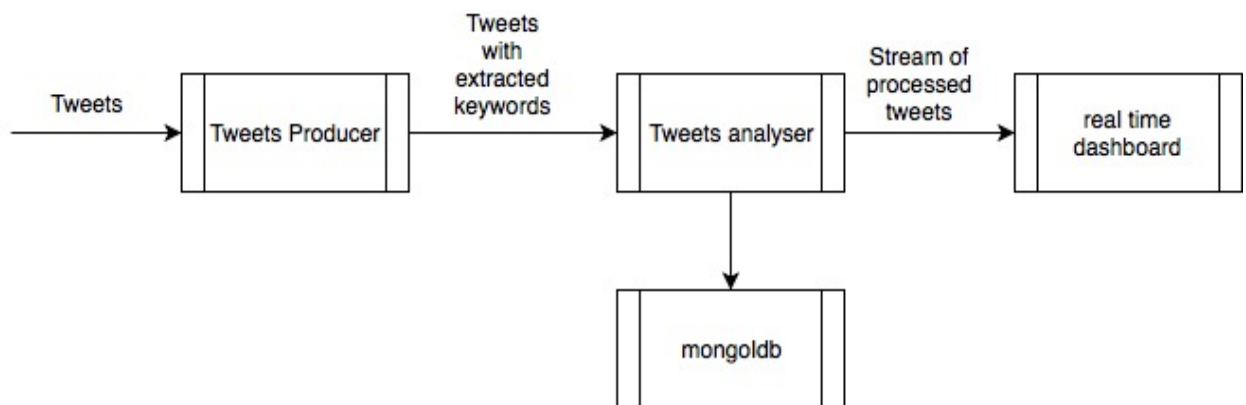 Tweets
Tweets Producer
Tweets
with
extracted
keywords
Tweets analyser
Stream of
processed
tweets
real time
dashboard
mongoldb